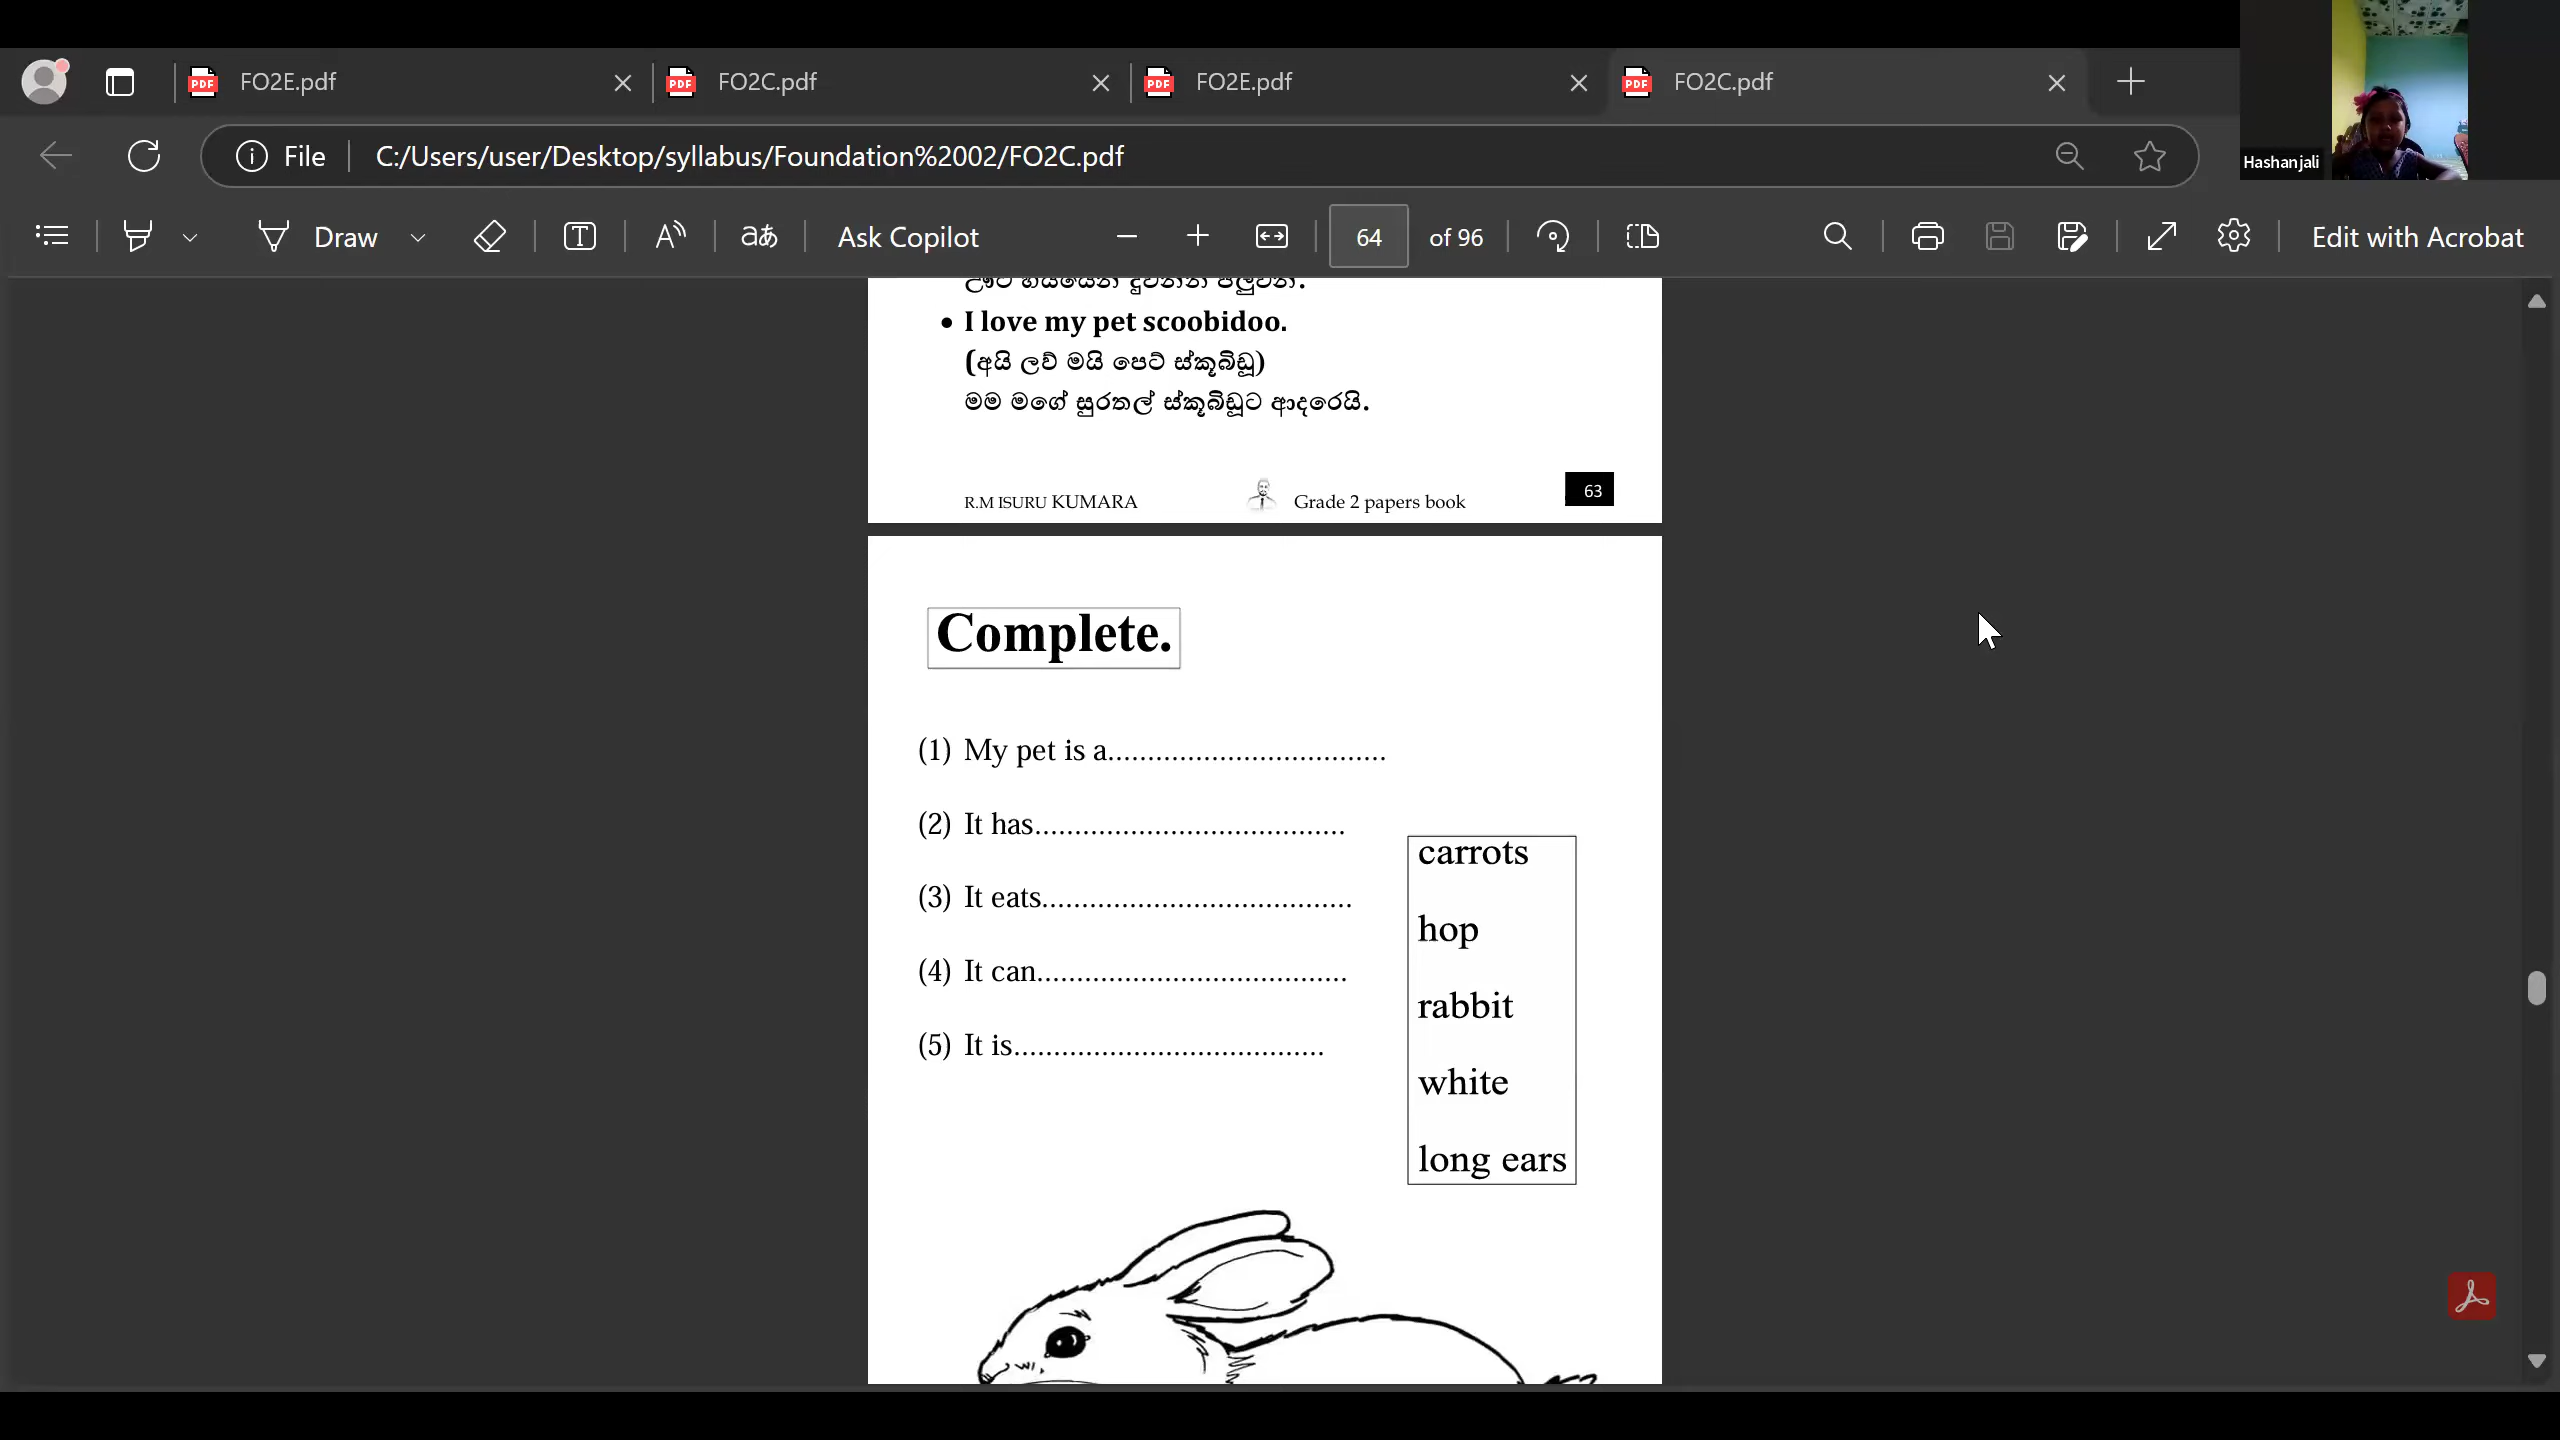 FO2E.pdf
FO2C.pdf
FO2E.pdf
FO2C.pdf
File
C:/Users/user/Desktop/syllabus/Foundation%2002/FO2C.pdf
Hashanjali
Draw
Ask Copilot
64 of 96
Edit with Acrobat
• I love my pet scoobidoo.
(අයි ලව් මයි පෙට් ස්කූබිඩූ)
මම මගේ සුරතල් ස්කූබිඩූට ආදරෙයි.
R.M ISURU KUMARA Grade 2 papers book 63
Complete.
(1) My pet is a...................................
(2) It has.......................................
(3) It eats.......................................
(4) It can.......................................
(5) It is.......................................
carrots
hop
rabbit
white
long ears